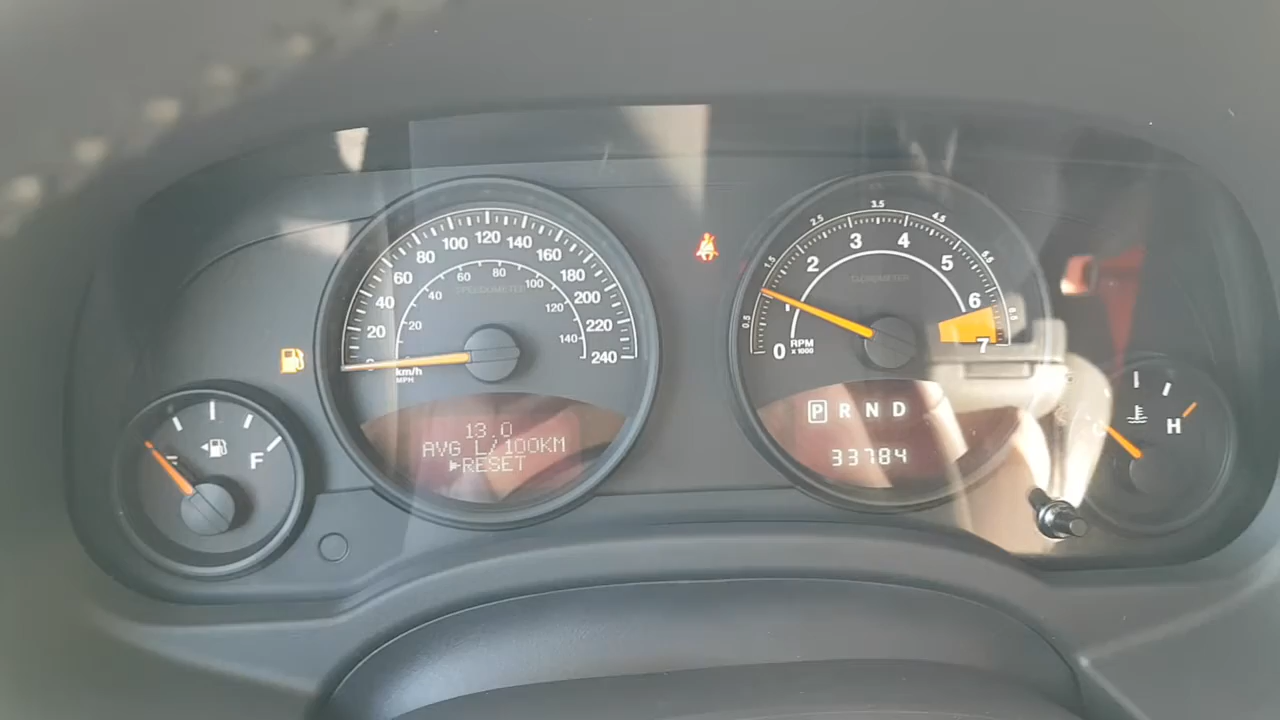 20 40 60 80 100 120 140 160 180 200 220 240
20 40 60 80 100 120 140
SPEEDOMETER
km/h
MPH
13.0
AVG L/100KM
RESET
0.5 1.5 2.5 3.5 4.5 5.5
0 1 2 3 4 5 6 7
TACHOMETER
RPM
x 1000
P R N D
33784
F
H